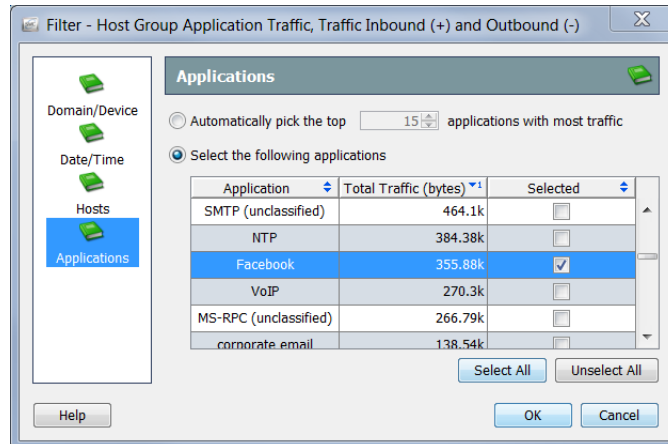 Filter - Host Group Application Traffic, Traffic Inbound (+) and Outbound (-)
Domain/Device
Date/Time
Hosts
Applications
Applications
Automatically pick the top 15 applications with most traffic
Select the following applications
Application Total Traffic (bytes) 1 Selected
SMTP (unclassified) 464.1k
NTP 384.38k
Facebook 355.88k
VoIP 270.3k
MS-RPC (unclassified) 266.79k
corporate email 138.54k
Select All Unselect All
Help OK Cancel